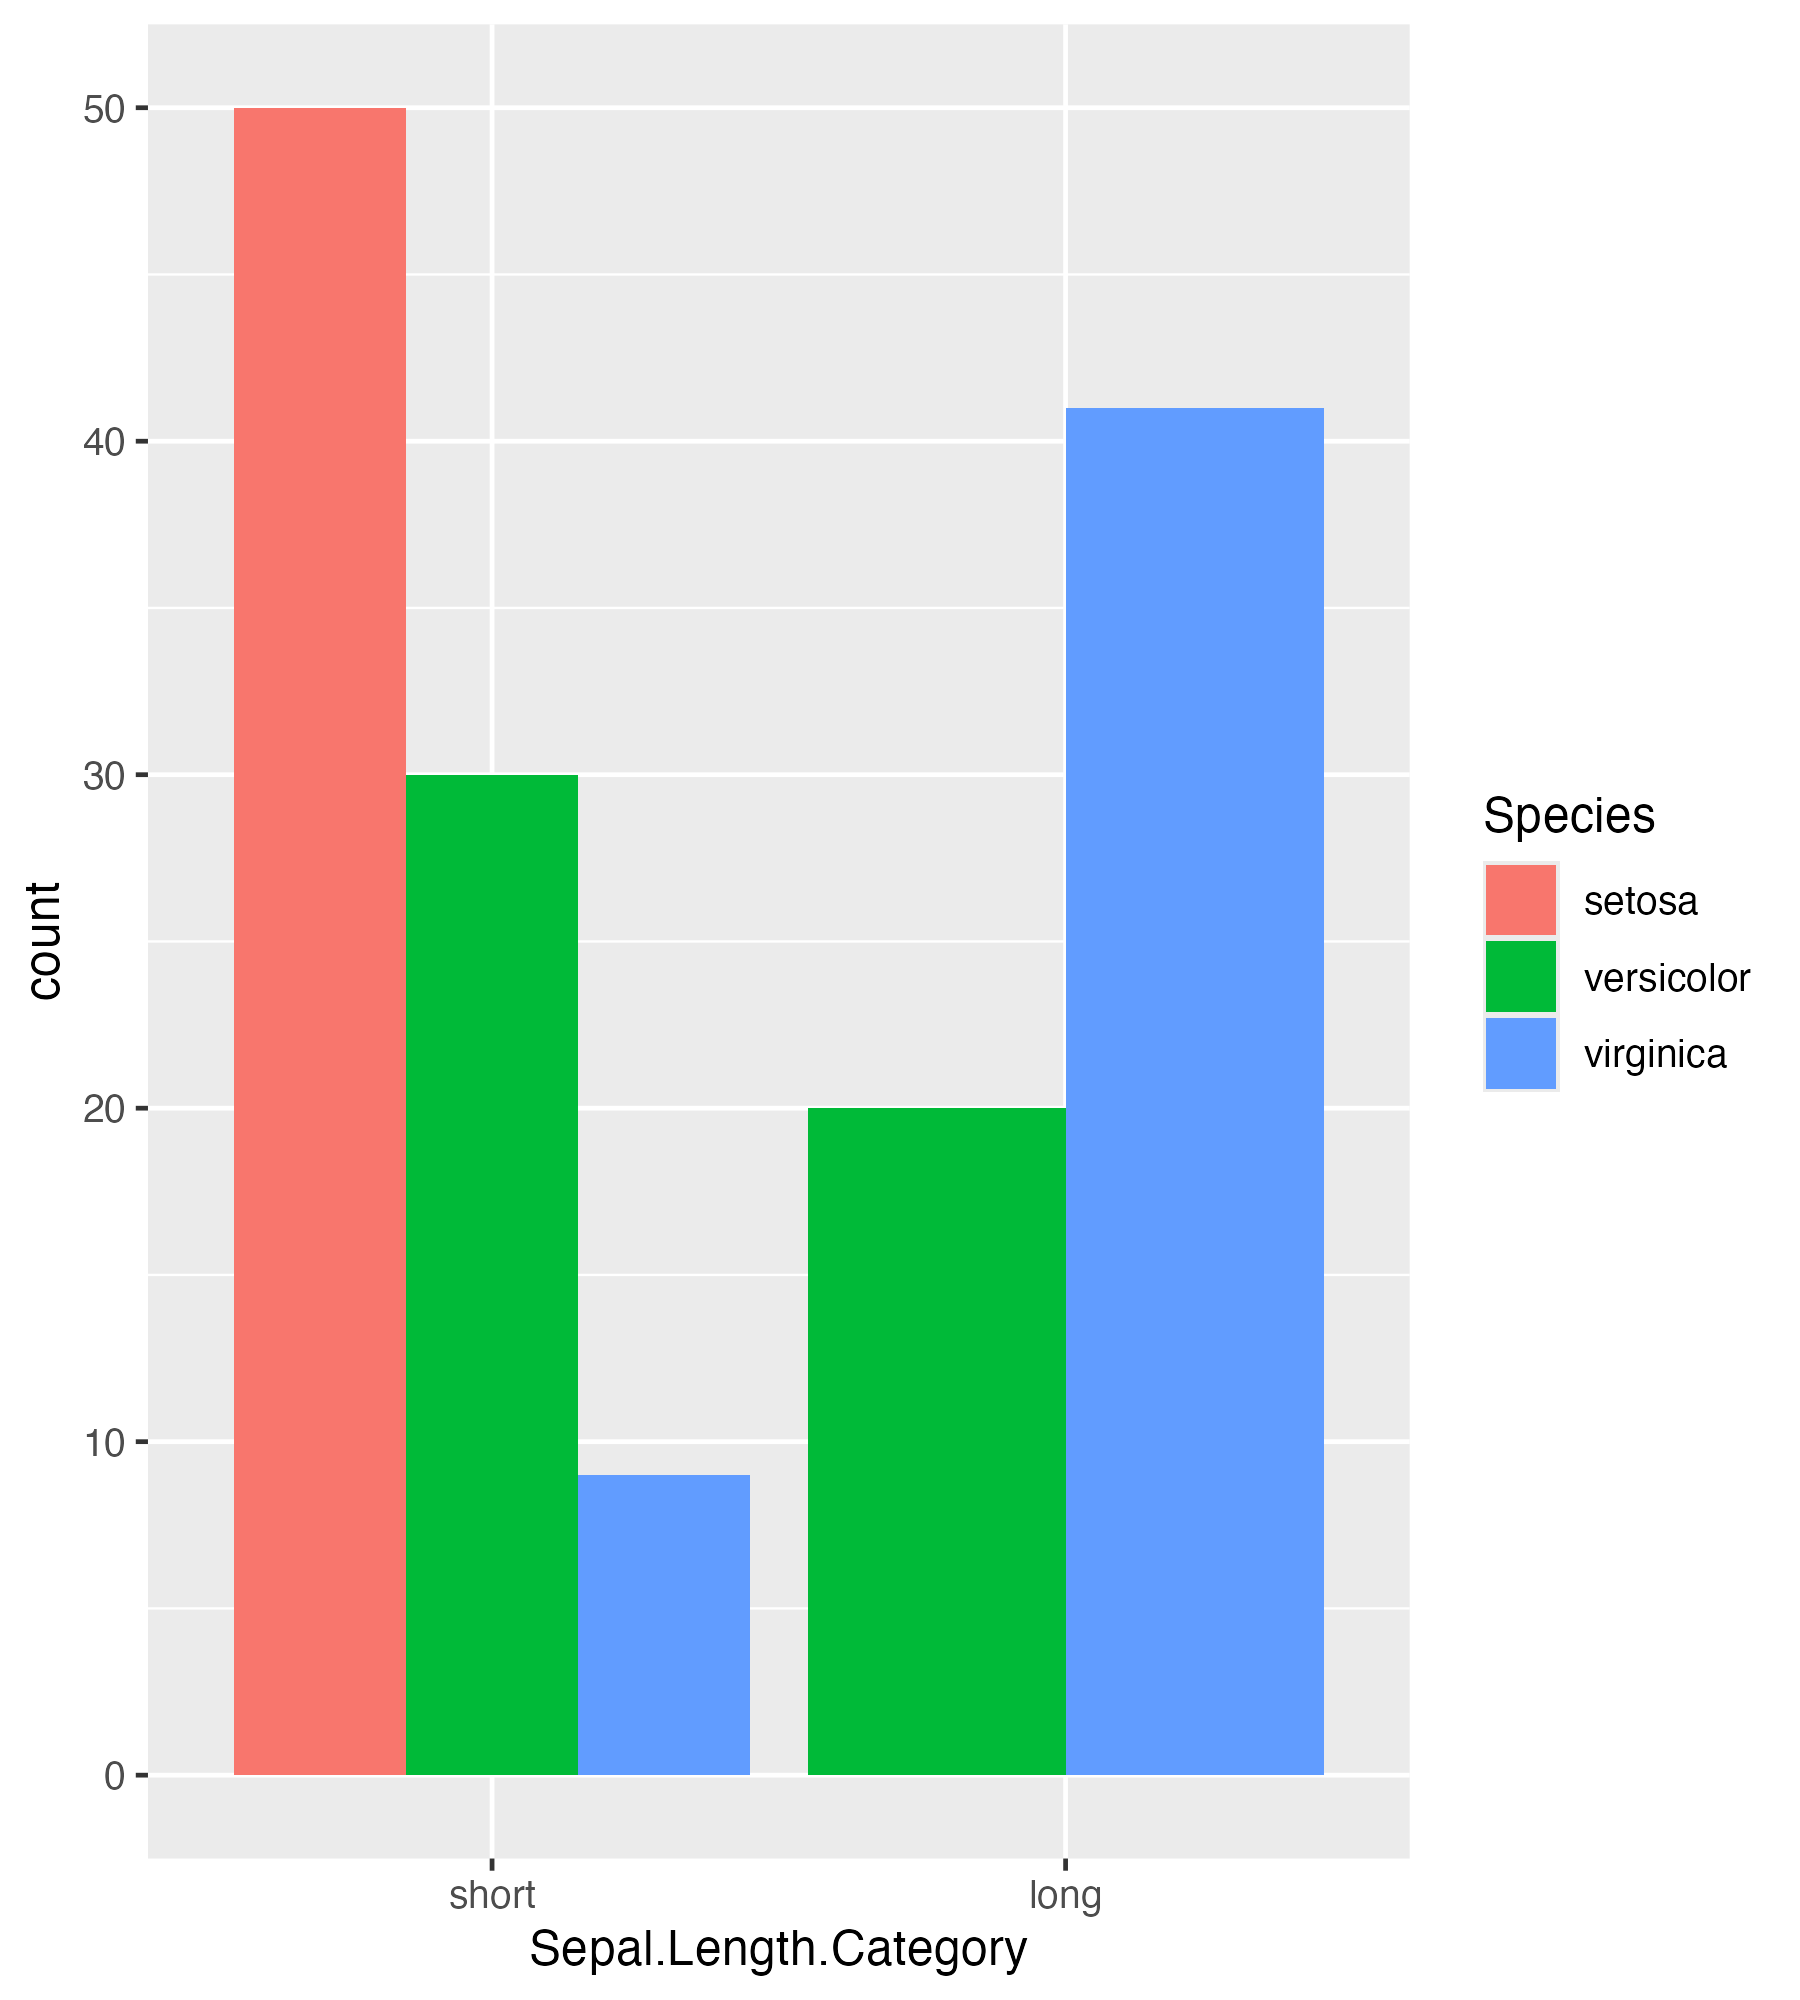 50
40
30
20
10
0
count
short long
Sepal.Length.Category
Species
setosa
versicolor
virginica